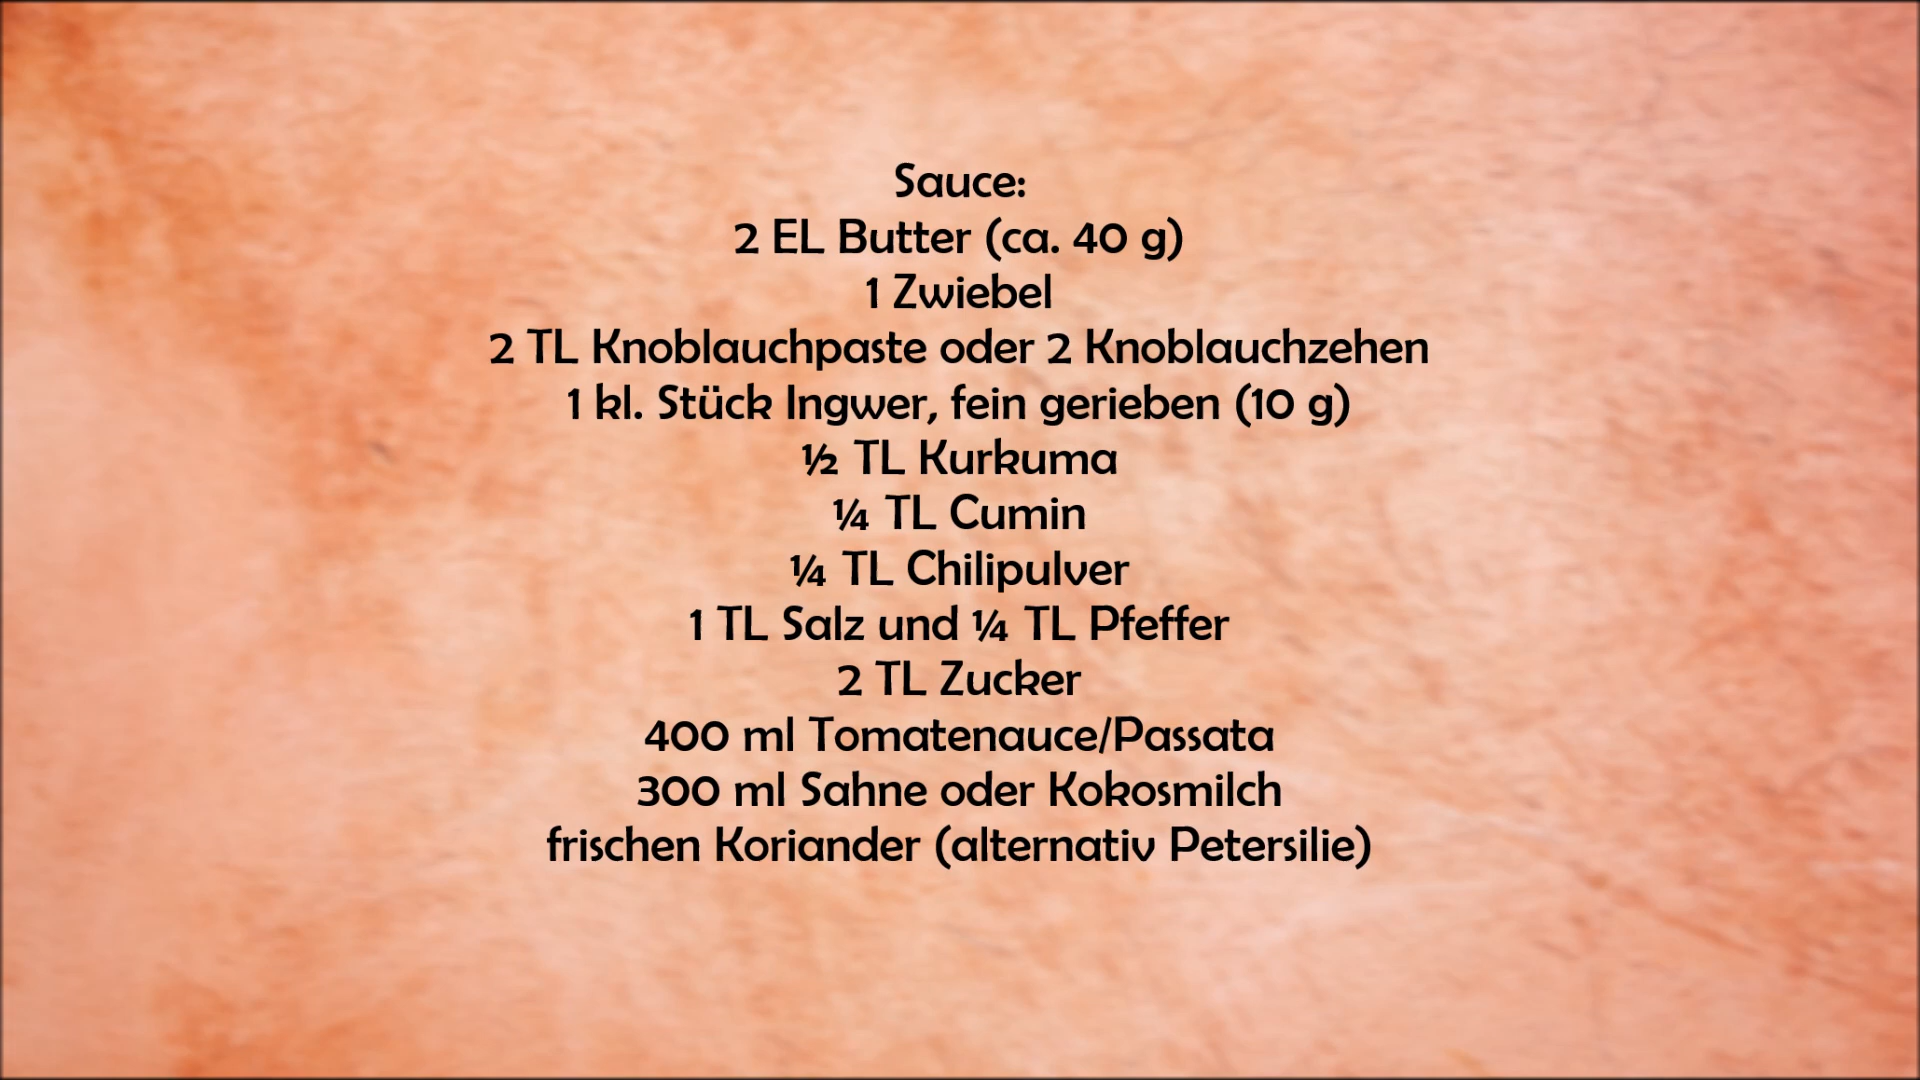 Sauce:
2 EL Butter (ca. 40 g)
1 Zwiebel
2 TL Knoblauchpaste oder 2 Knoblauchzehen
1 kl. Stück Ingwer, fein gerieben (10 g)
½ TL Kurkuma
¼ TL Cumin
¼ TL Chilipulver
1 TL Salz und ¼ TL Pfeffer
2 TL Zucker
400 ml Tomatenauce/Passata
300 ml Sahne oder Kokosmilch
frischen Koriander (alternativ Petersilie)